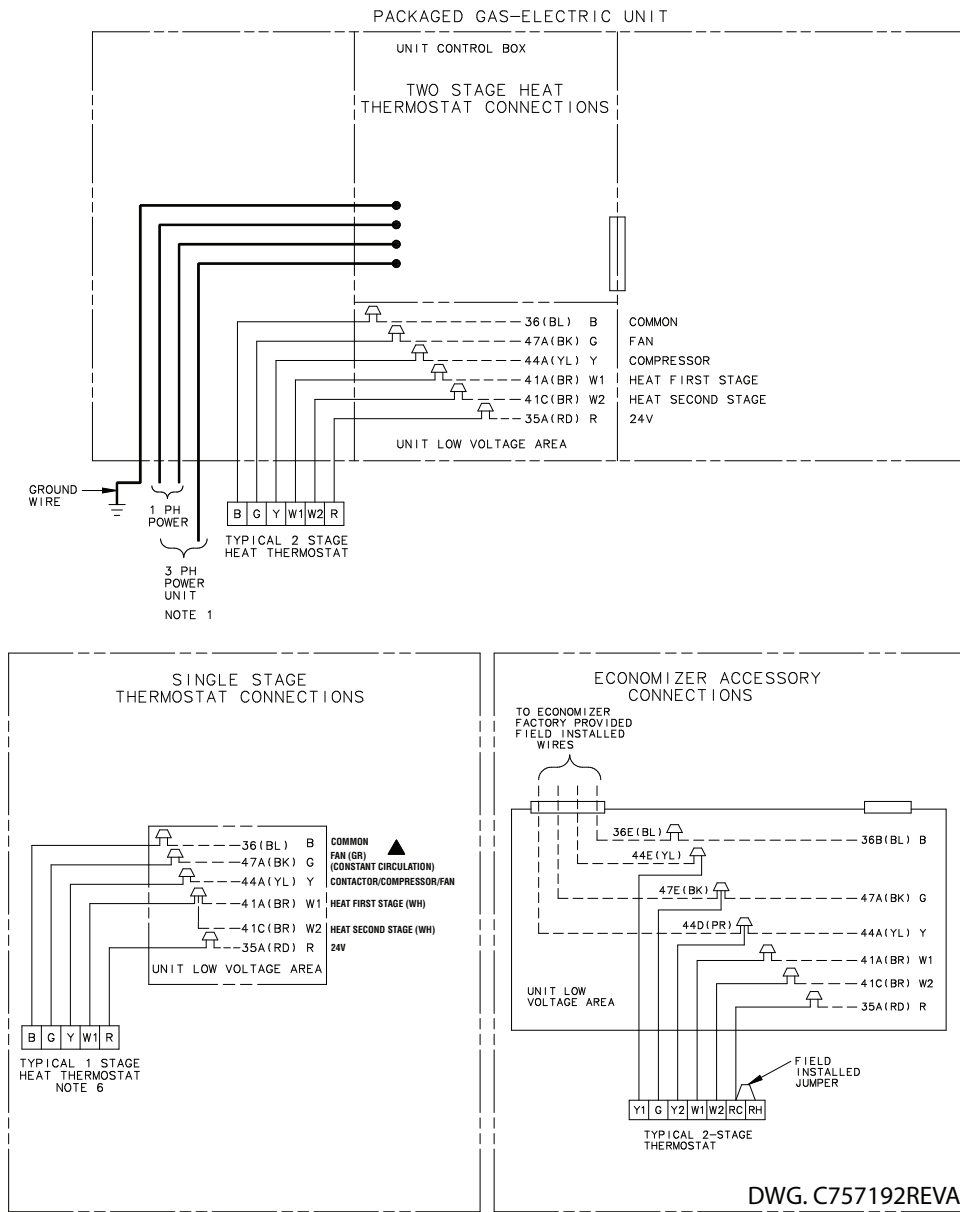 PACKAGED GAS-ELECTRIC UNIT
UNIT CONTROL BOX
TWO STAGE HEAT
THERMOSTAT CONNECTIONS
36(BL) B COMMON
47A(BK) G FAN
44A(YL) Y COMPRESSOR
41A(BR) W1 HEAT FIRST STAGE
41C(BR) W2 HEAT SECOND STAGE
35A(RD) R 24V
UNIT LOW VOLTAGE AREA
GROUND
WIRE
1 PH
POWER
3 PH
POWER
UNIT
NOTE 1
B G Y W1 W2 R
TYPICAL 2 STAGE
HEAT THERMOSTAT
SINGLE STAGE
THERMOSTAT CONNECTIONS
36(BL) B COMMON
47A(BK) G FAN (GR)
(CONSTANT CIRCULATION)
44A(YL) Y CONTACTOR/COMPRESSOR/FAN
41A(BR) W1 HEAT FIRST STAGE (WH)
41C(BR) W2 HEAT SECOND STAGE (WH)
35A(RD) R 24V
UNIT LOW VOLTAGE AREA
B G Y W1 R
TYPICAL 1 STAGE
HEAT THERMOSTAT
NOTE 6
ECONOMIZER ACCESSORY
CONNECTIONS
TO ECONOMIZER
FACTORY PROVIDED
FIELD INSTALLED
WIRES
36E(BL)
36B(BL) B
44E(YL)
47E(BK)
47A(BK) G
44D(PR)
44A(YL) Y
41A(BR) W1
41C(BR) W2
35A(RD) R
UNIT LOW
VOLTAGE AREA
FIELD
INSTALLED
JUMPER
Y1 G Y2 W1 W2 RC RH
TYPICAL 2-STAGE
THERMOSTAT
DWG. C757192REVA